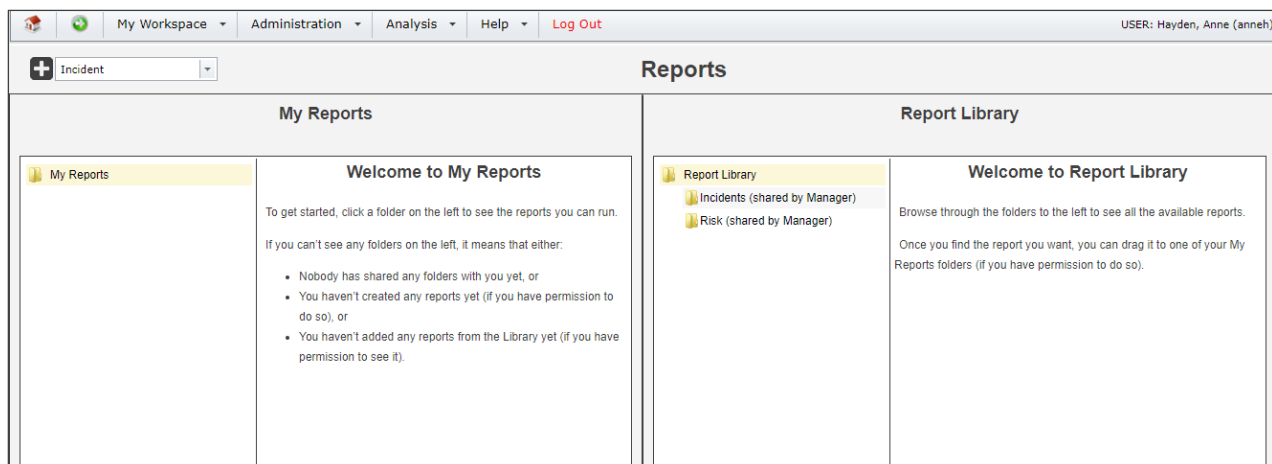 My Workspace Administration Analysis Help Log Out USER: Hayden, Anne (anneh)
Incident
Reports
My Reports
My Reports
Welcome to My Reports
To get started, click a folder on the left to see the reports you can run.
If you can't see any folders on the left, it means that either:
• Nobody has shared any folders with you yet, or
• You haven't created any reports yet (if you have permission to
do so), or
• You haven't added any reports from the Library yet (if you have
permission to see it).
Report Library
Report Library
Incidents (shared by Manager)
Risk (shared by Manager)
Welcome to Report Library
Browse through the folders to the left to see all the available reports.
Once you find the report you want, you can drag it to one of your My
Reports folders (if you have permission to do so).